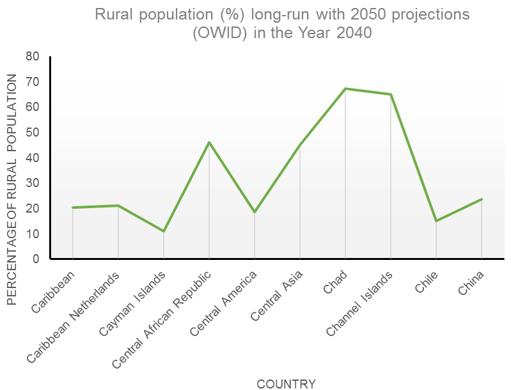 Rural population (%) long-run with 2050 projections
(OWID) in the Year 2040
PERCENTAGE OF RURAL POPULATION
80
70
60
50
40
30
20
10
0
Caribbean
Caribbean Netherlands
Cayman Islands
Central African Republic
Central America
Central Asia
Chad
Channel Islands
Chile
China
COUNTRY